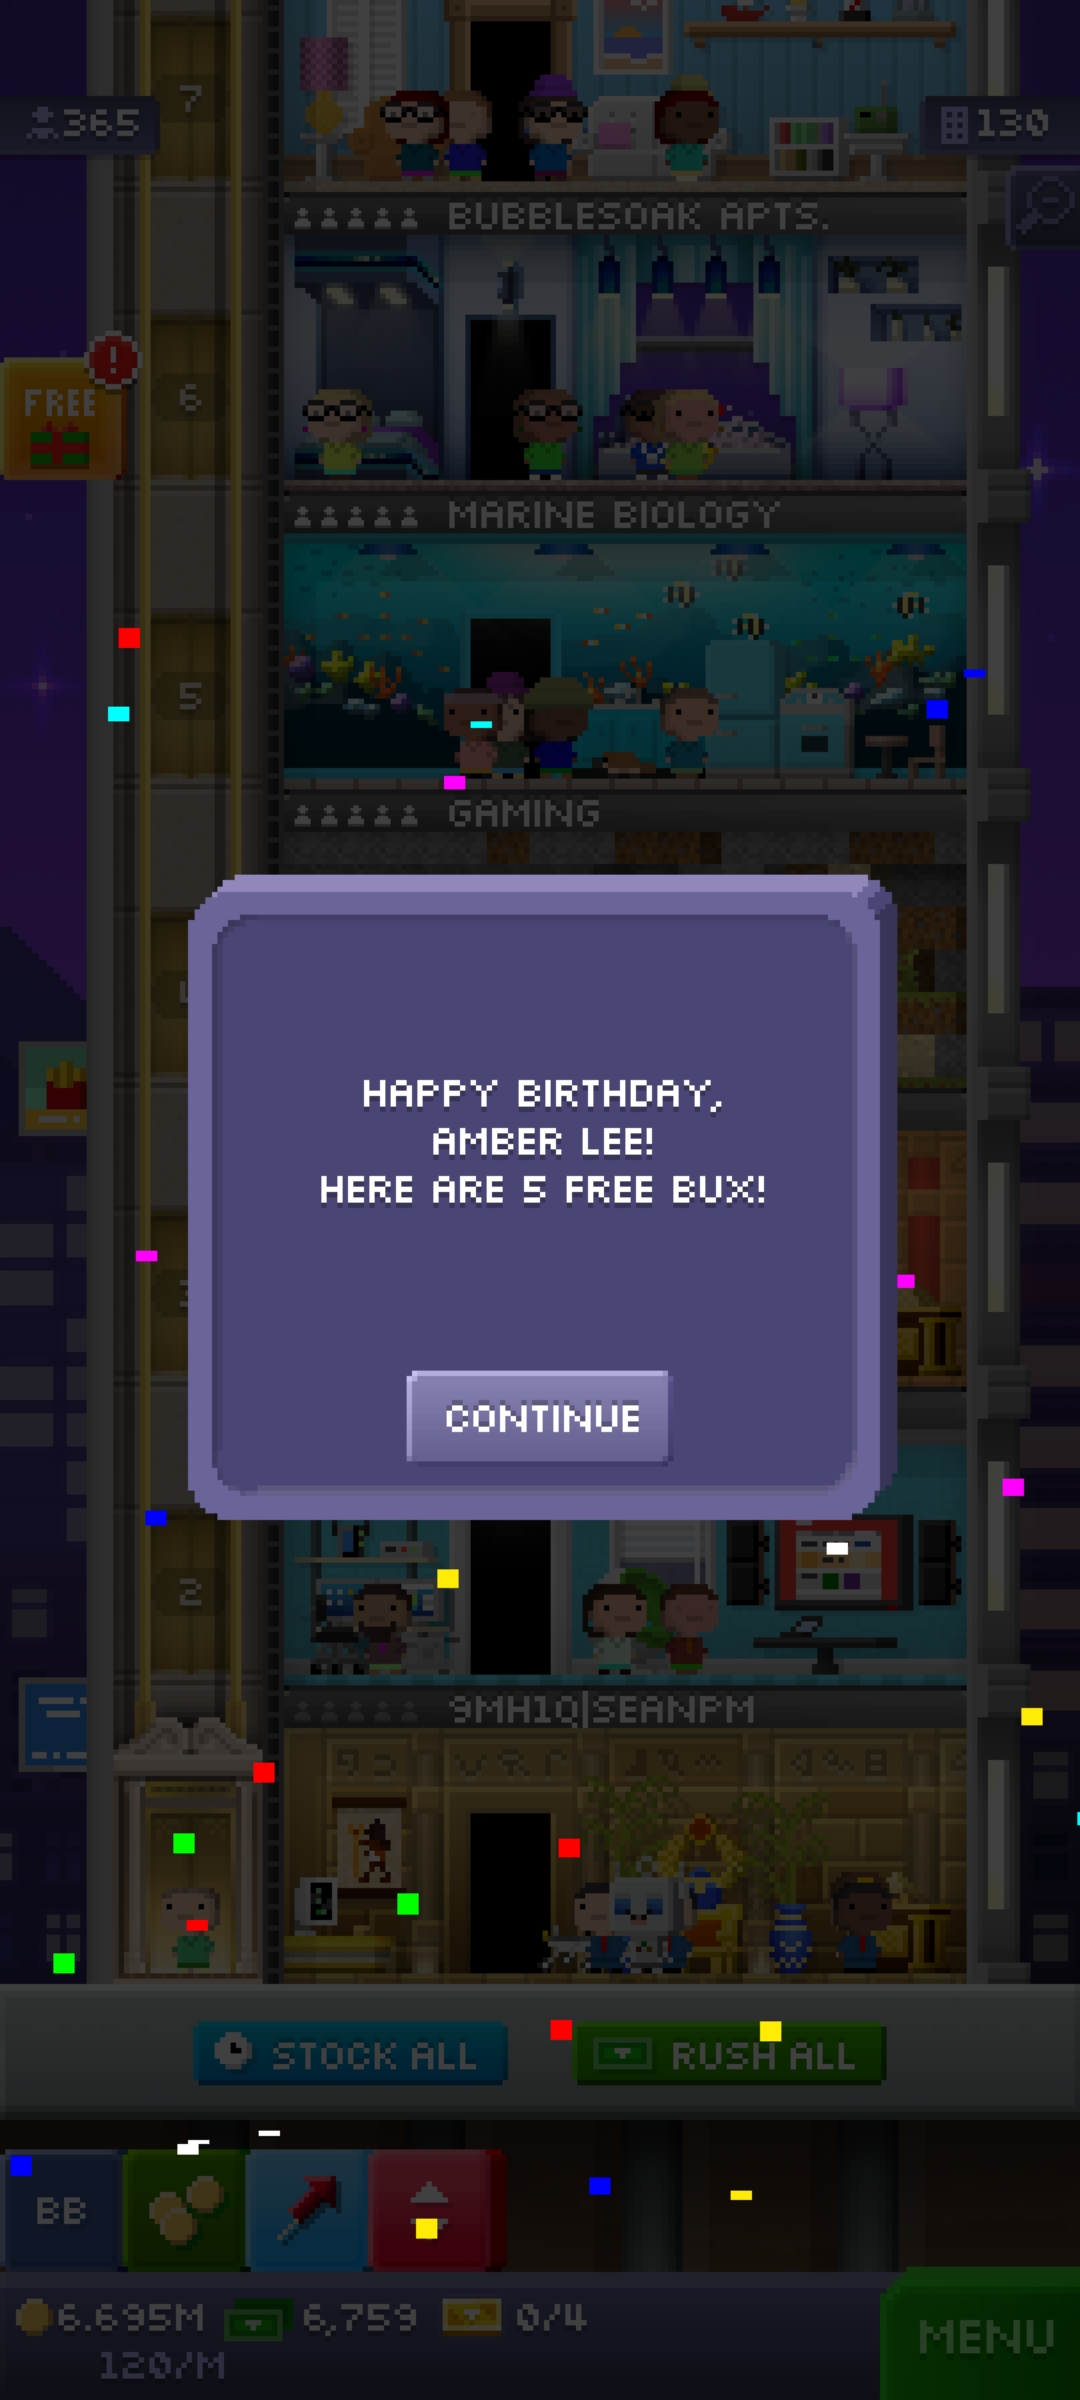 7
365
130
BUBBLESOAK APTS.
FREE
!
6
MARINE BIOLOGY
5
GAMING
HAPPY BIRTHDAY,
AMBER LEE!
HERE ARE 5 FREE BUX!
CONTINUE
2
9MH1Q|SEANPM
STOCK ALL
RUSH ALL
BB
6.695M
6,759
0/4
MENU
120/M